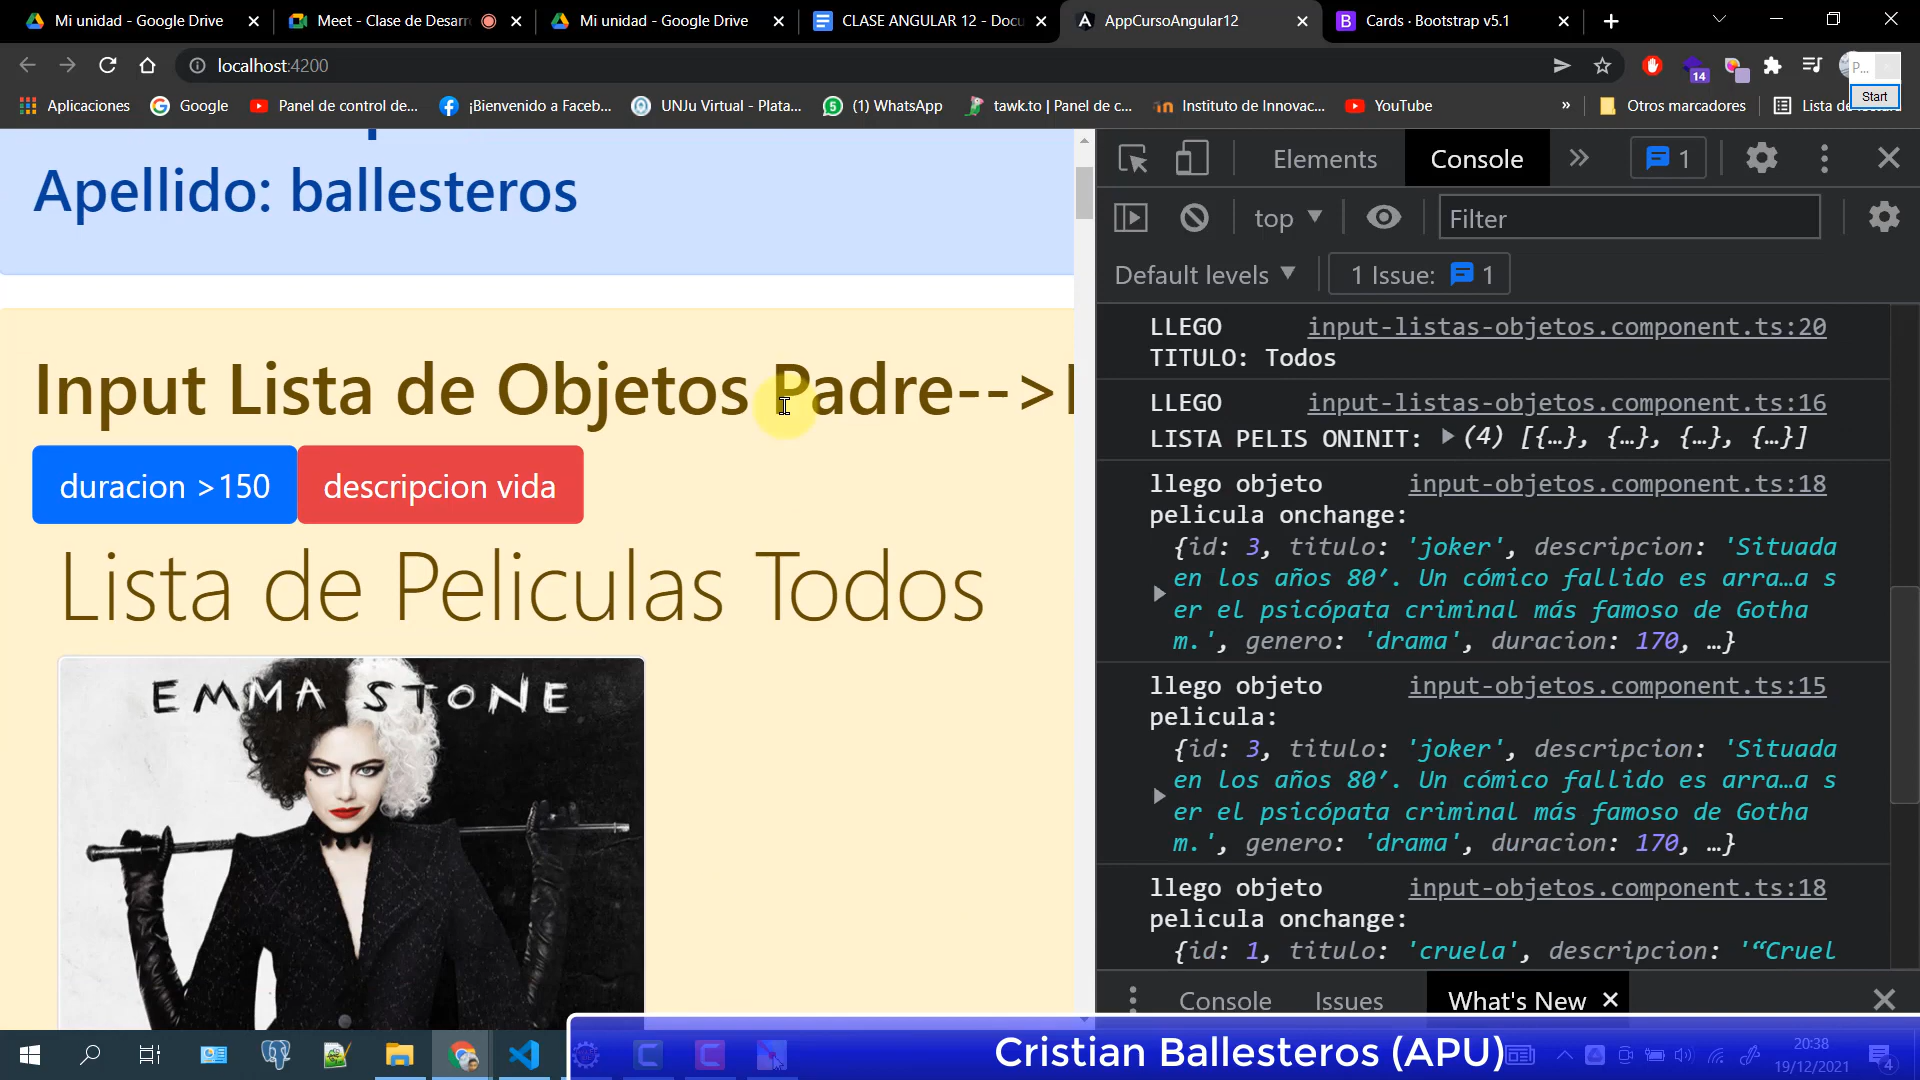 Mi unidad - Google Drive
Meet - Clase de Desarr
Mi unidad - Google Drive
CLASE ANGULAR 12 - Docu
AppCursoAngular12
Cards · Bootstrap v5.1
localhost:4200
14
P...
Start
Aplicaciones
Google
Panel de control de...
¡Bienvenido a Faceb...
UNJu Virtual - Plata...
5
(1) WhatsApp
tawk.to | Panel de c...
Instituto de Innovac...
YouTube
»
Otros marcadores
Apellido: ballesteros
Input Lista de Objetos Padre-->
duracion >150
descripcion vida
Lista de Peliculas Todos
EMMA STONE
Elements
Console
1
top
Filter
Default levels
1 Issue: 1
LLEGO input-listas-objetos.component.ts:20
TITULO: Todos
LLEGO input-listas-objetos.component.ts:16
LISTA PELIS ONINIT: (4) [{…}, {…}, {…}, {…}]
llego objeto input-objetos.component.ts:18
pelicula onchange:
{id: 3, titulo: 'joker', descripcion: 'Situada
en los años 80′. Un cómico fallido es arra…a s
er el psicópata criminal más famoso de Gotha
m.', genero: 'drama', duracion: 170, …}
llego objeto input-objetos.component.ts:15
pelicula:
{id: 3, titulo: 'joker', descripcion: 'Situada
en los años 80′. Un cómico fallido es arra…a s
er el psicópata criminal más famoso de Gotha
m.', genero: 'drama', duracion: 170, …}
llego objeto input-objetos.component.ts:18
pelicula onchange:
{id: 1, titulo: 'cruela', descripcion: '“Cruel
Console
Issues
What's New
Cristian Ballesteros (APU)
20:38
19/12/2021
4